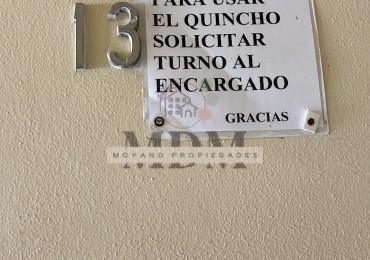 13
PARA USAR
EL QUINCHO
SOLICITAR
TURNO AL
ENCARGADO
GRACIAS
MDM
MOYANO PROPIEDADES